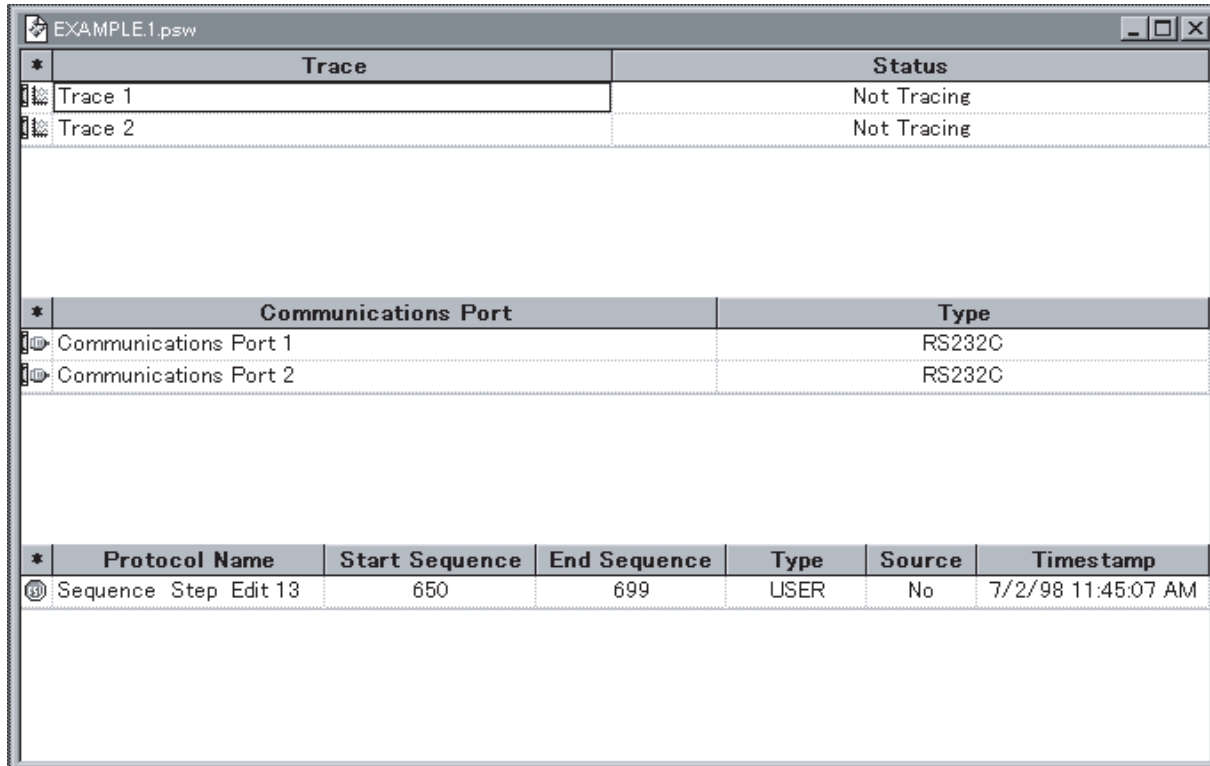 EXAMPLE.1.psw
* Trace Status
Trace 1 Not Tracing
Trace 2 Not Tracing
* Communications Port Type
Communications Port 1 RS232C
Communications Port 2 RS232C
* Protocol Name Start Sequence End Sequence Type Source Timestamp
Sequence Step Edit 13 650 699 USER No 7/2/98 11:45:07 AM